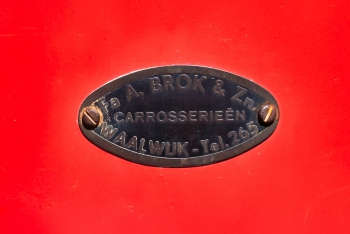 Fa A. BROK & Zn.
CARROSSERIEËN
WAALWIJK - Tel. 265